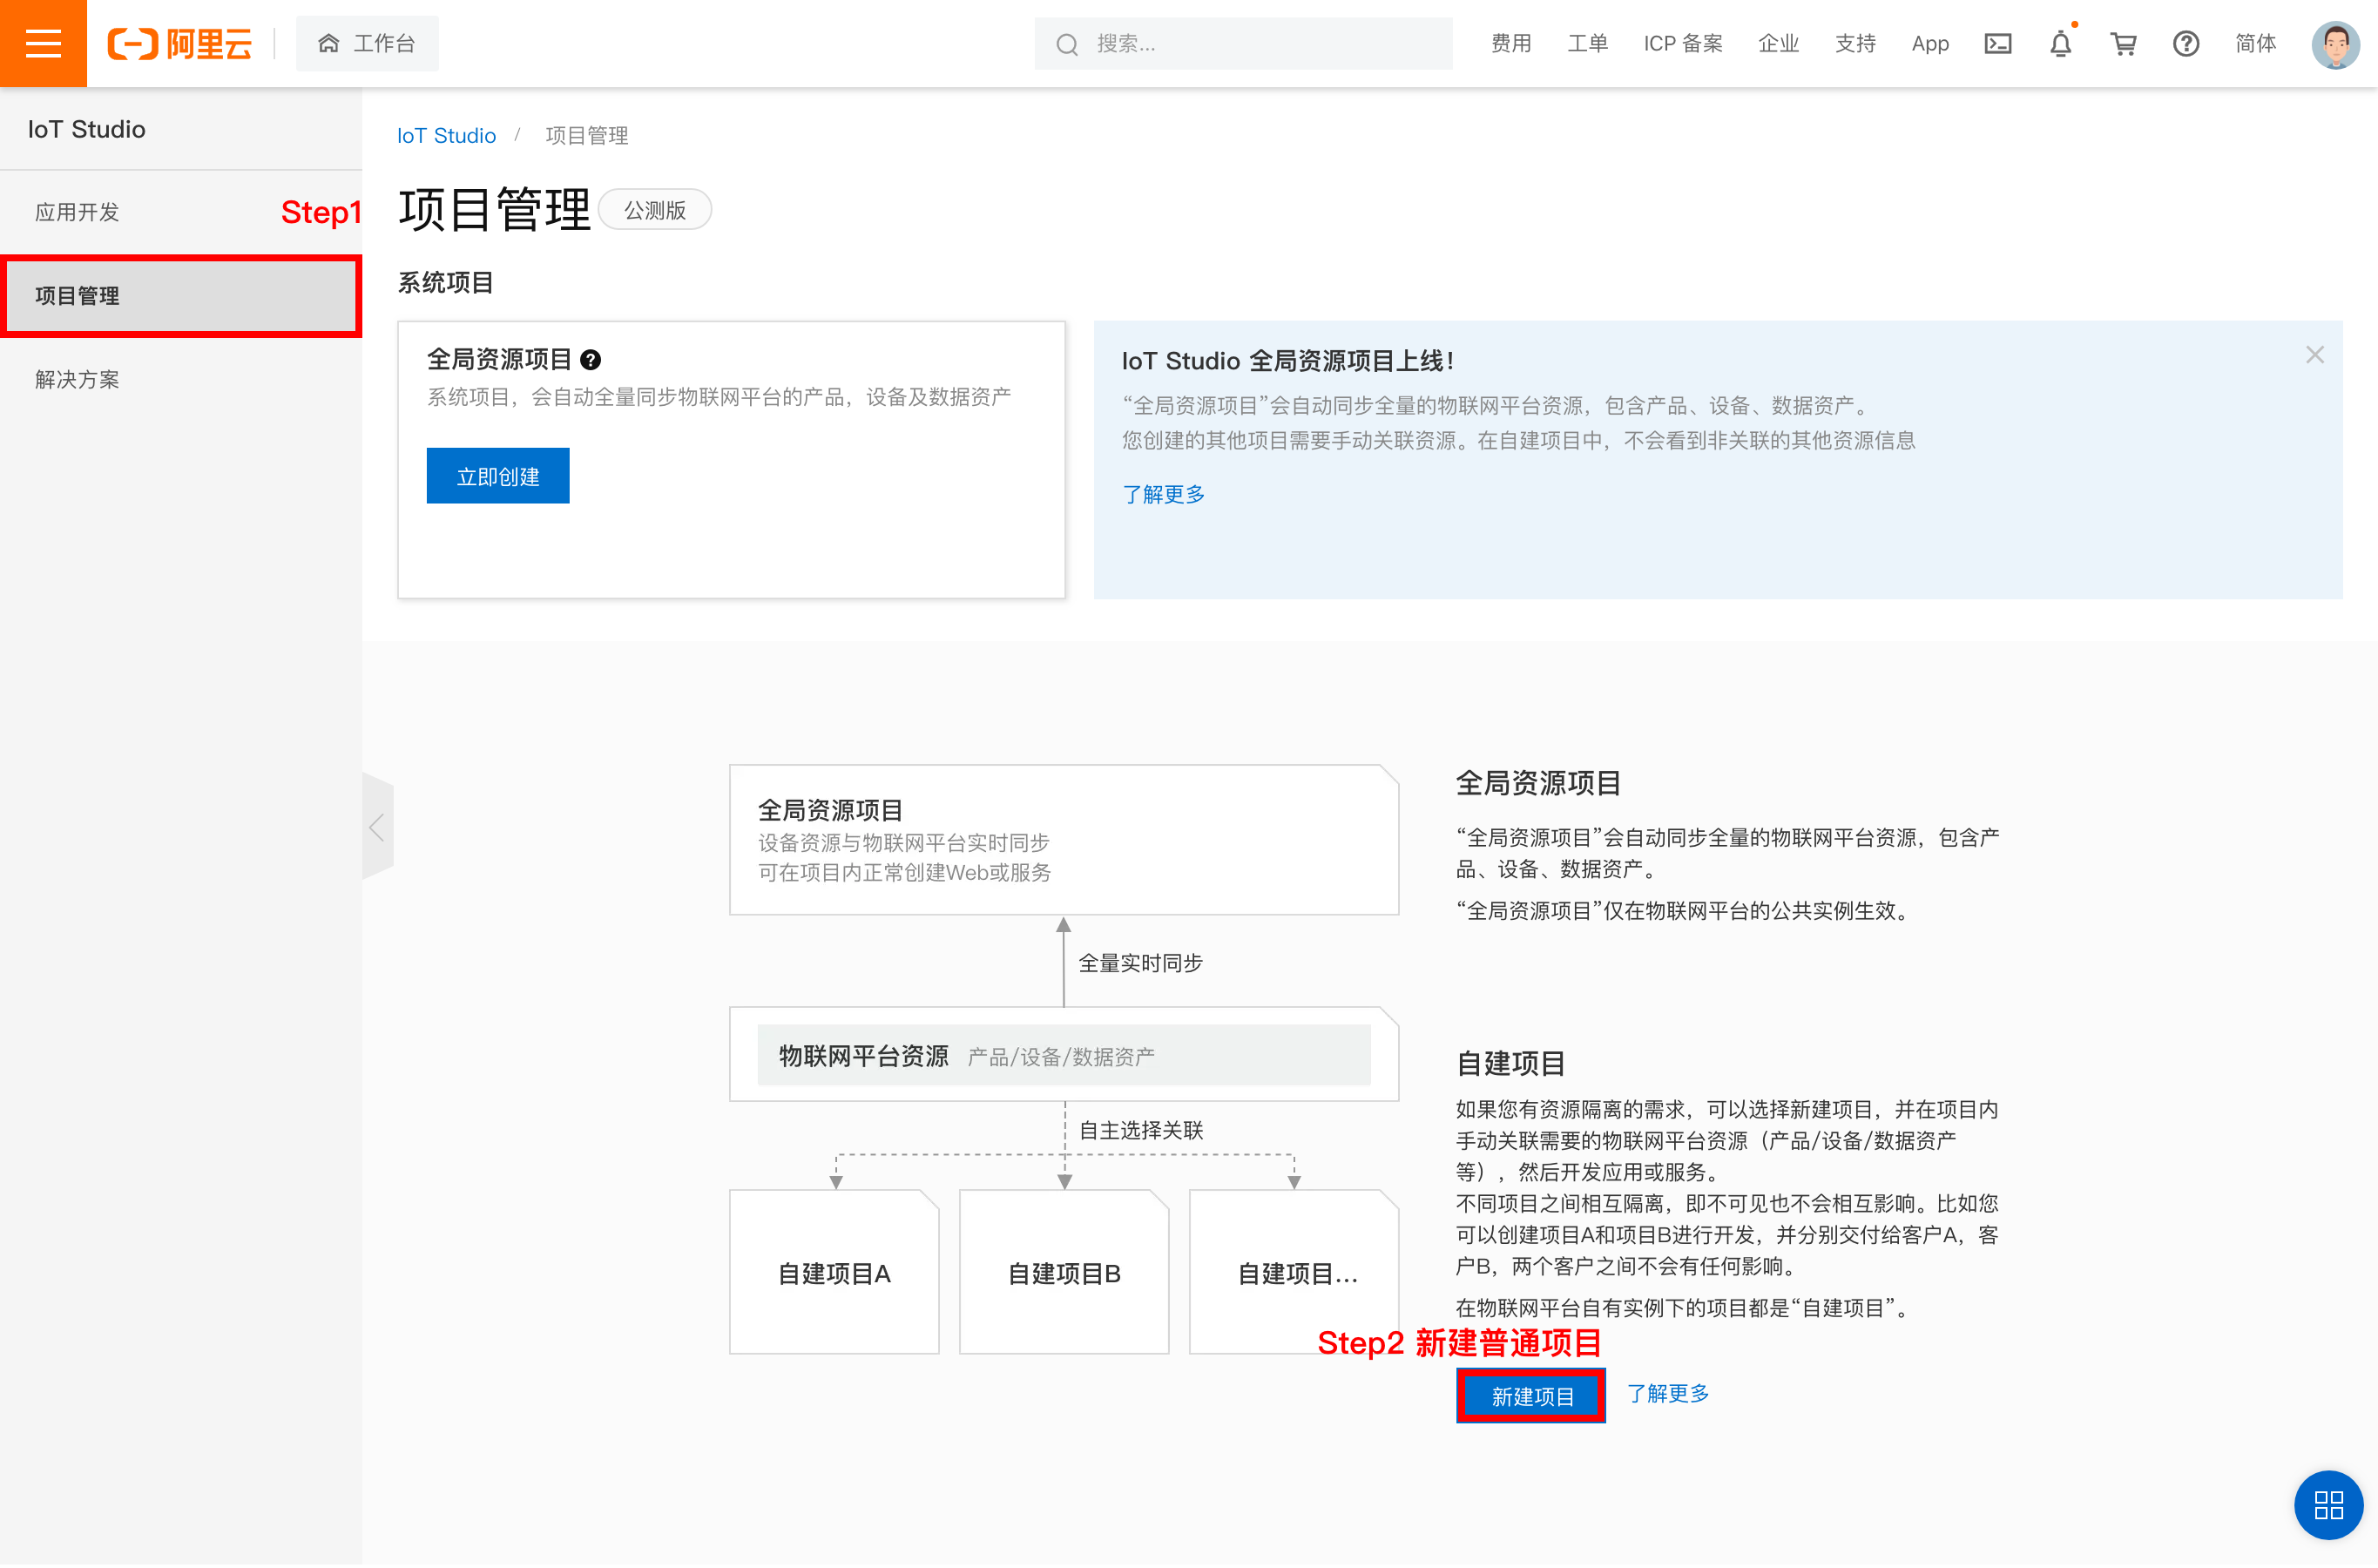 阿里云
工作台
搜索...
费用
工单
ICP 备案
企业
支持
App
简体
IoT Studio
应用开发
Step1
项目管理
解决方案
IoT Studio / 项目管理
项目管理
公测版
系统项目
全局资源项目
系统项目，会自动全量同步物联网平台的产品，设备及数据资产
立即创建
IoT Studio 全局资源项目上线！
“全局资源项目”会自动同步全量的物联网平台资源，包含产品、设备、数据资产。
您创建的其他项目需要手动关联资源。在自建项目中，不会看到非关联的其他资源信息
了解更多
全局资源项目
设备资源与物联网平台实时同步
可在项目内正常创建Web或服务
全量实时同步
物联网平台资源 产品/设备/数据资产
自主选择关联
自建项目A
自建项目B
自建项目...
全局资源项目
“全局资源项目”会自动同步全量的物联网平台资源，包含产
品、设备、数据资产。
“全局资源项目”仅在物联网平台的公共实例生效。
自建项目
如果您有资源隔离的需求，可以选择新建项目，并在项目内
手动关联需要的物联网平台资源（产品/设备/数据资产
等），然后开发应用或服务。
不同项目之间相互隔离，即不可见也不会相互影响。比如您
可以创建项目A和项目B进行开发，并分别交付给客户A，客
户B，两个客户之间不会有任何影响。
在物联网平台自有实例下的项目都是“自建项目”。
Step2 新建普通项目
新建项目
了解更多